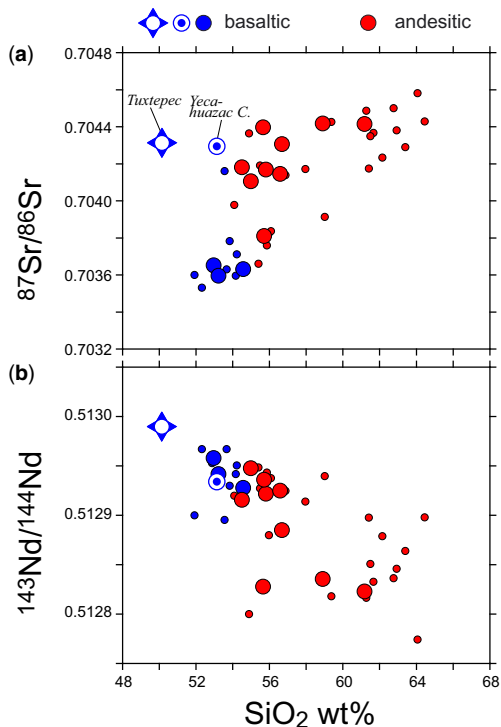 basaltic andesitic
(a)
0.7048
0.7044
0.7040
0.7036
0.7032
87Sr/86Sr
Tuxtepec
Yeca-
huazac C.
(b)
0.5130
0.5129
0.5128
143Nd/144Nd
48 52 56 60 64 68
SiO2 wt%